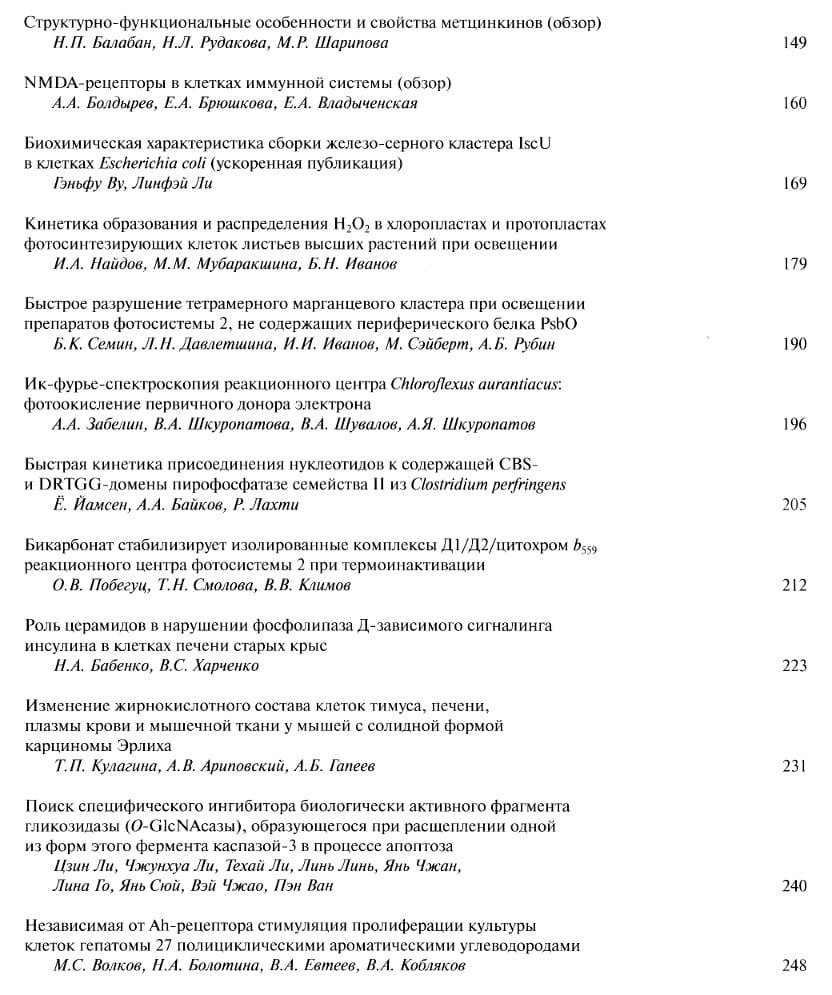 Структурно-функциональные особенности и свойства метцинкинов (обзор)
Н.П. Балабан, Н.Л. Рудакова, М.Р. Шарипова 149
NMDA-рецепторы в клетках иммунной системы (обзор)
А.А. Болдырев, Е.А. Брюшкова, Е.А. Владыченская 160
Биохимическая характеристика сборки железо-серного кластера IscU
в клетках Escherichia coli (ускоренная публикация)
Гэньфу Ву, Линфэй Ли 169
Кинетика образования и распределения H₂O₂ в хлоропластах и протопластах
фотосинтезирующих клеток листьев высших растений при освещении
И.А. Найдов, М.М. Мубаракшина, Б.Н. Иванов 179
Быстрое разрушение тетрамерного марганцевого кластера при освещении
препаратов фотосистемы 2, не содержащих периферического белка PsbO
Б.К. Семин, Л.Н. Давлетшина, И.И. Иванов, М. Сэйберт, А.Б. Рубин 190
Ик-фурье-спектроскопия реакционного центра Chloroflexus aurantiacus:
фотоокисление первичного донора электрона
А.А. Забелин, В.А. Шкуропатова, В.А. Шувалов, А.Я. Шкуропатов 196
Быстрая кинетика присоединения нуклеотидов к содержащей CBS-
и DRTGG-домены пирофосфатазе семейства II из Clostridium perfringens
Ё. Йамсен, А.А. Байков, Р. Лахти 205
Бикарбонат стабилизирует изолированные комплексы Д1/Д2/цитохром b₅₅₉
реакционного центра фотосистемы 2 при термоинактивации
О.В. Побегуц, Т.Н. Смолова, В.В. Климов 212
Роль церамидов в нарушении фосфолипаза Д-зависимого сигналинга
инсулина в клетках печени старых крыс
Н.А. Бабенко, В.С. Харченко 223
Изменение жирнокислотного состава клеток тимуса, печени,
плазмы крови и мышечной ткани у мышей с солидной формой
карциномы Эрлиха
Т.П. Кулагина, А.В. Ариповский, А.Б. Гапеев 231
Поиск специфического ингибитора биологически активного фрагмента
гликозидазы (O-GlcNAсазы), образующегося при расщеплении одной
из форм этого фермента каспазой-3 в процессе апоптоза
Цзин Ли, Чжунхуа Ли, Техай Ли, Линь Линь, Янь Чжан,
Лина Го, Янь Сюй, Вэй Чжао, Пэн Ван 240
Независимая от Ah-рецептора стимуляция пролиферации культуры
клеток гепатомы 27 полициклическими ароматическими углеводородами
М.С. Волков, Н.А. Болотина, В.А. Евтеев, В.А. Кобляков 248